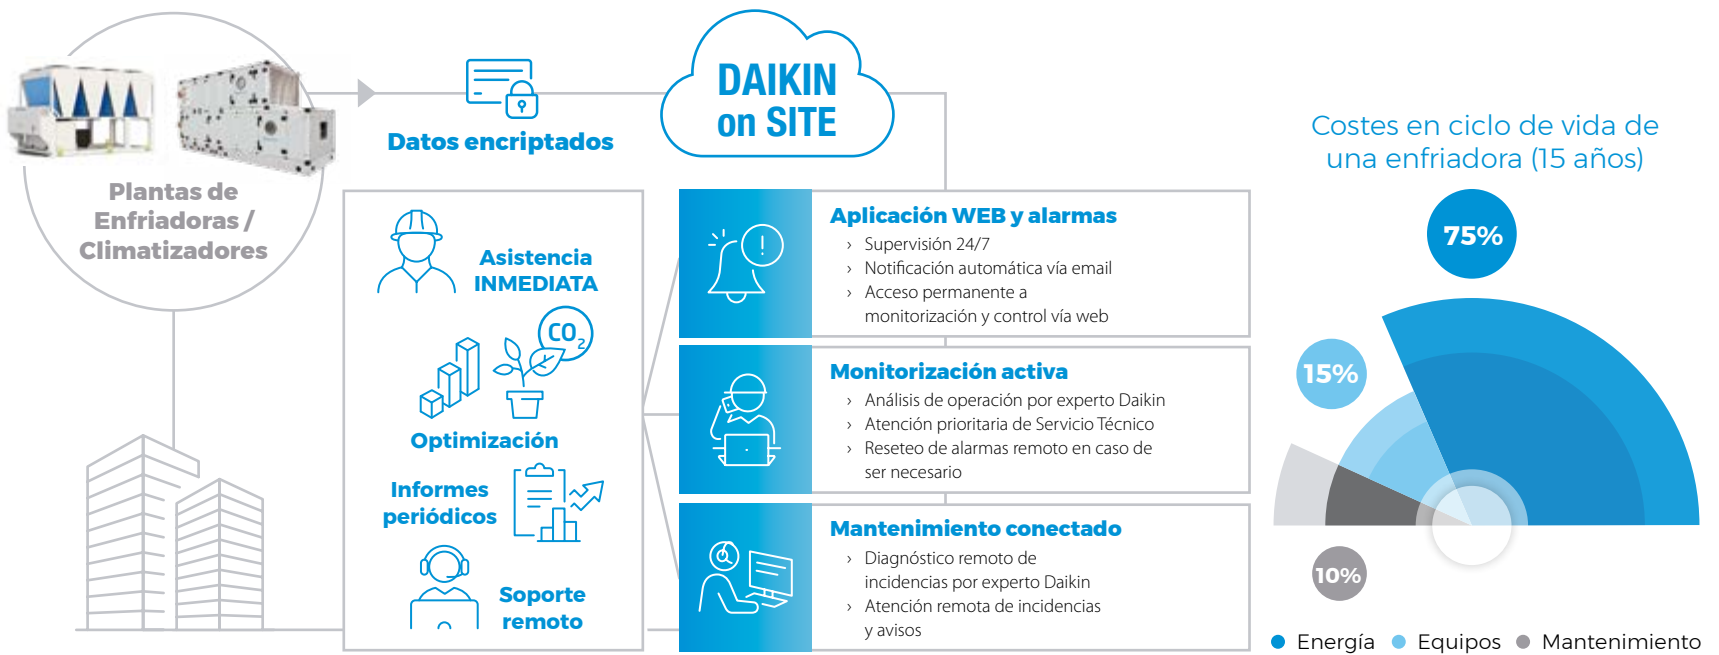 Plantas de
Enfriadoras /
Climatizadores
Datos encriptados
DAIKIN
on SITE
Asistencia
INMEDIATA
CO2
Optimización
Informes
periódicos
Soporte
remoto
Aplicación WEB y alarmas
› Supervisión 24/7
› Notificación automática vía email
› Acceso permanente a
monitorización y control vía web
Monitorización activa
› Análisis de operación por experto Daikin
› Atención prioritaria de Servicio Técnico
› Reseteo de alarmas remoto en caso de
ser necesario
Mantenimiento conectado
› Diagnóstico remoto de
incidencias por experto Daikin
› Atención remota de incidencias
y avisos
Costes en ciclo de vida de
una enfriadora (15 años)
75%
15%
10%
Energía Equipos Mantenimiento